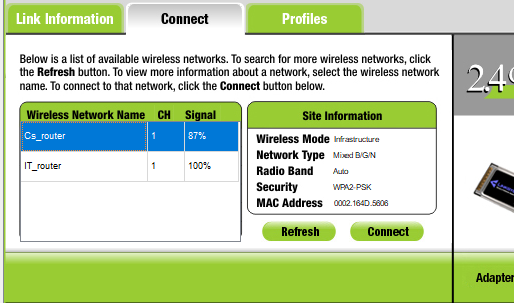 Link Information
Connect
Profiles
Below is a list of available wireless networks. To search for more wireless networks, click
the Refresh button. To view more information about a network, select the wireless network
name. To connect to that network, click the Connect button below.
Wireless Network Name CH Signal
Cs_router 1 87%
IT_router 1 100%
Site Information
Wireless Mode Infrastructure
Network Type Mixed B/G/N
Radio Band Auto
Security WPA2-PSK
MAC Address 0002.164D.5606
Refresh
Connect
2.4
Adapter